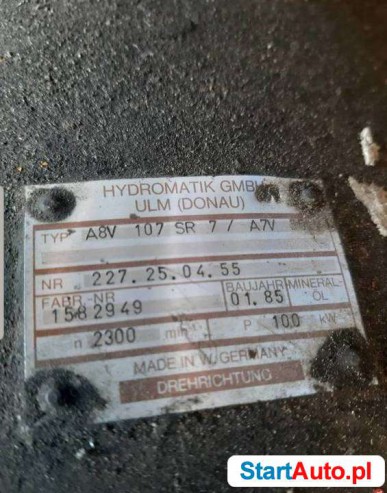 HYDROMATIK GMBH
ULM (DONAU)
TYP A8V 107 SR 7 / A7V
NR 227.25.04.55
FABR.-NR 1582949 BAUJAHR 01.85 MINERAL-ÖL
n 2300 min P 100 kW
MADE IN W.GERMANY
DREHRICHTUNG
StartAuto.pl